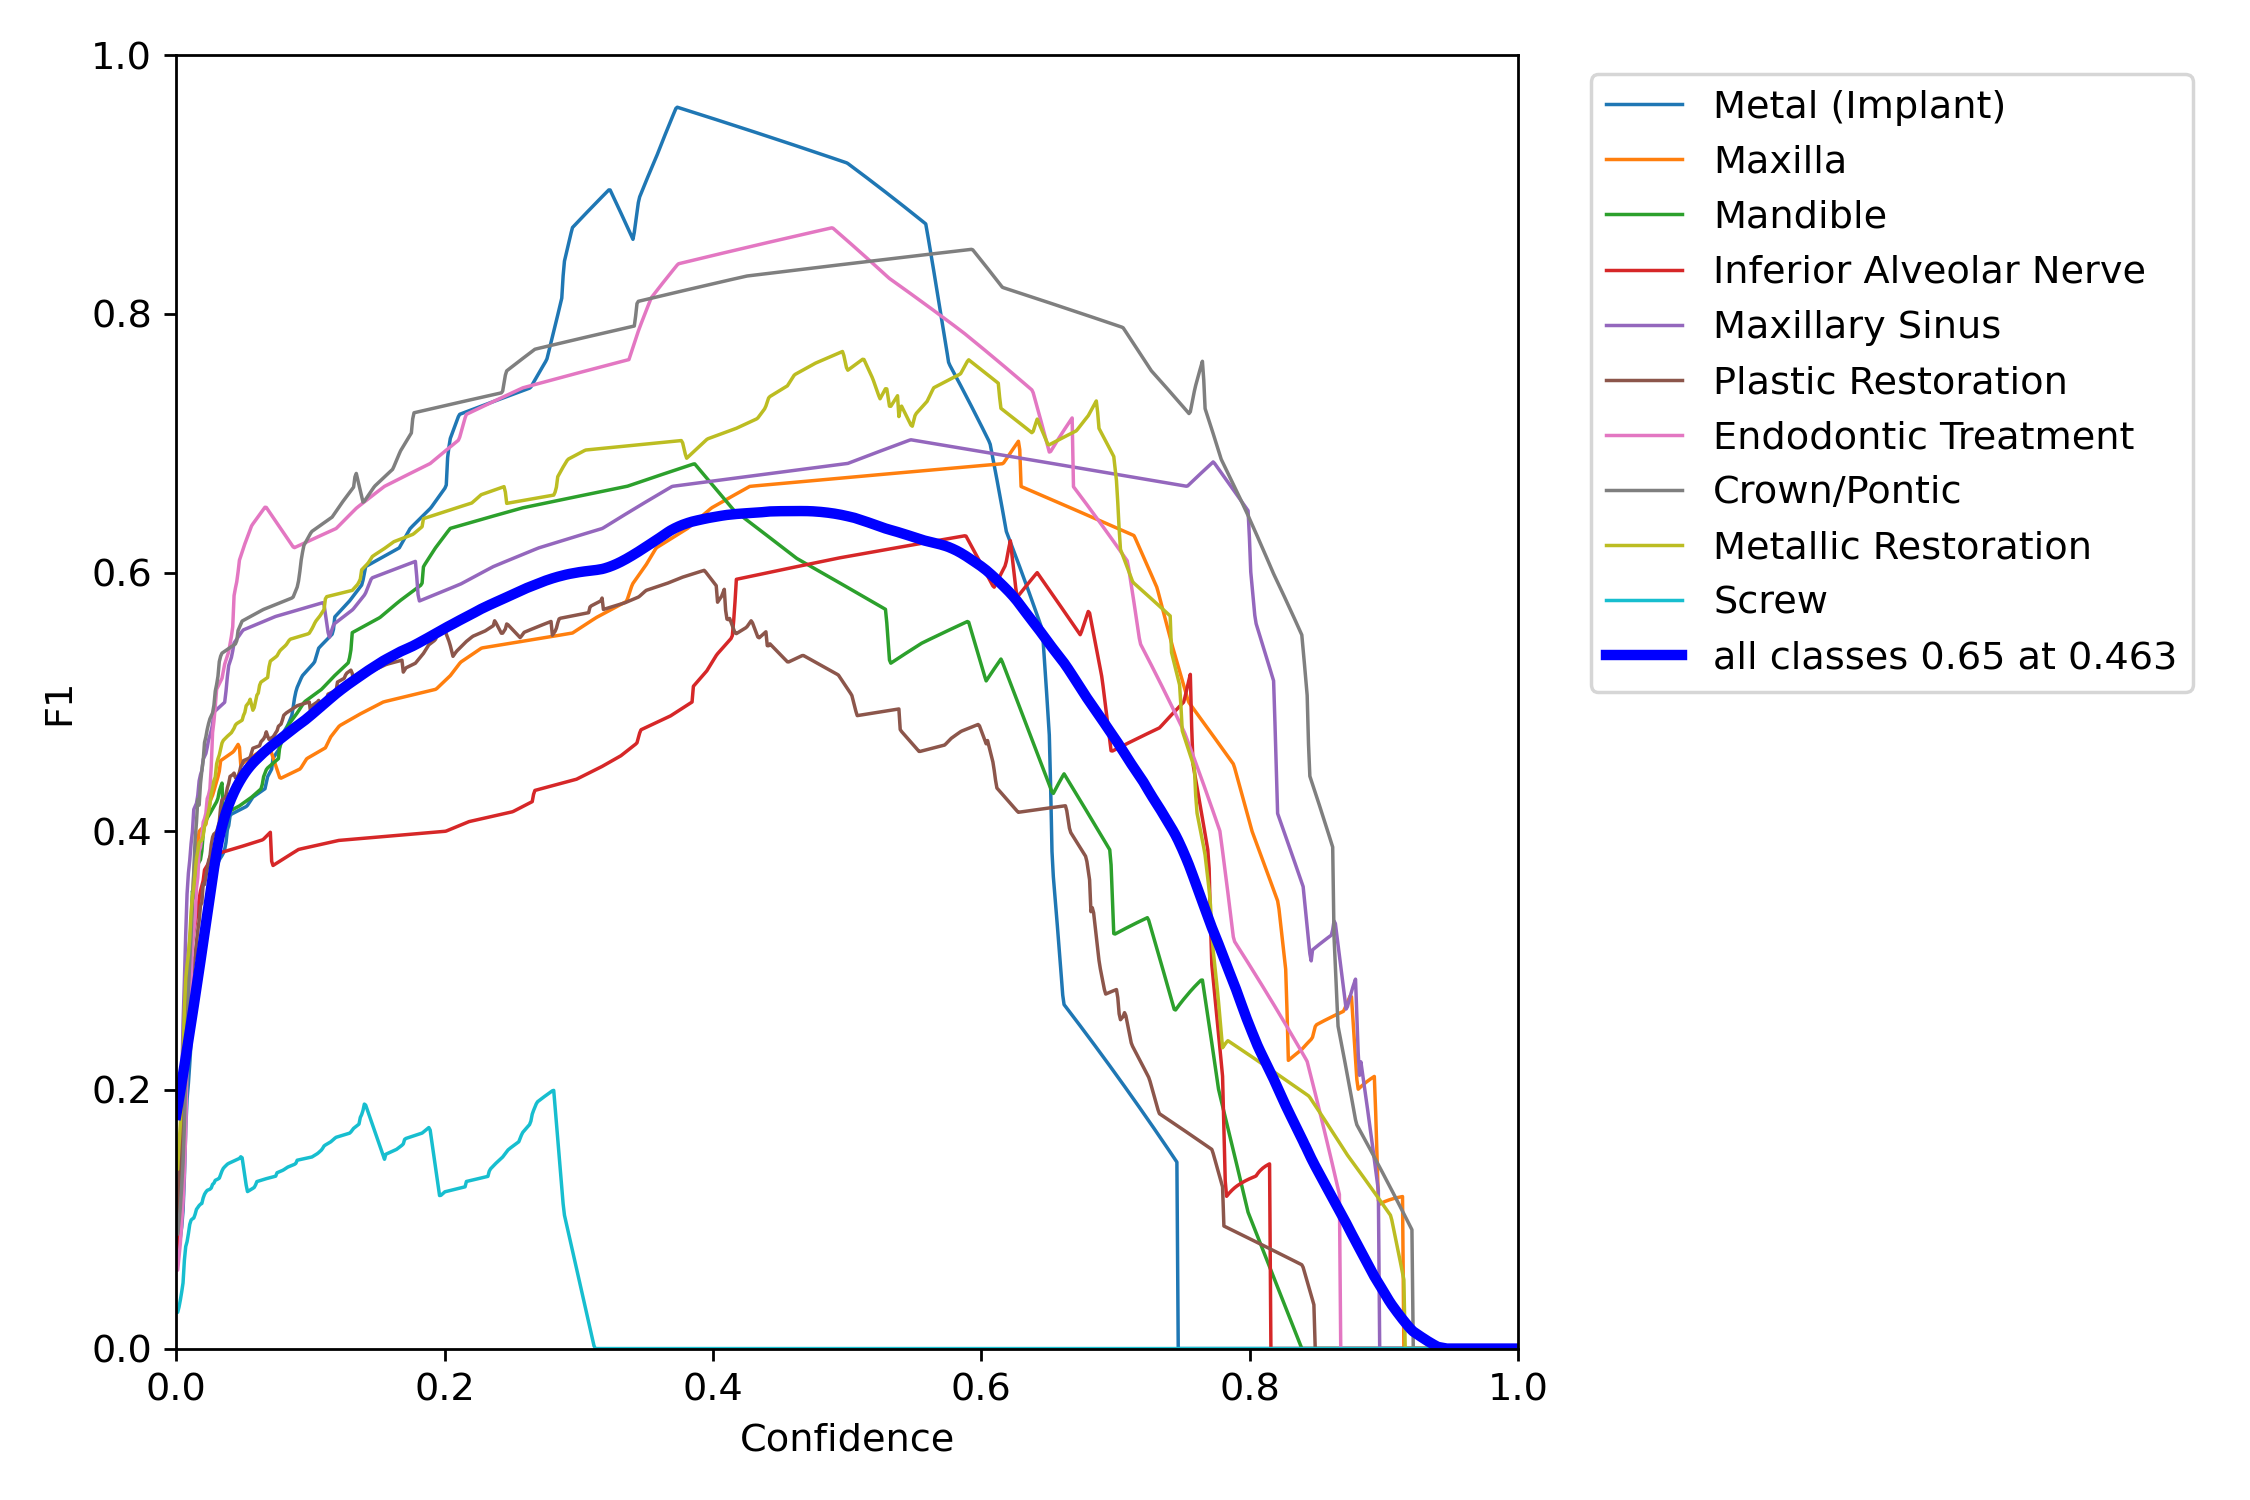 1.0
0.8
0.6
0.4
0.2
0.0
F1
0.0 0.2 0.4 0.6 0.8 1.0
Confidence
Metal (Implant)
Maxilla
Mandible
Inferior Alveolar Nerve
Maxillary Sinus
Plastic Restoration
Endodontic Treatment
Crown/Pontic
Metallic Restoration
Screw
all classes 0.65 at 0.463